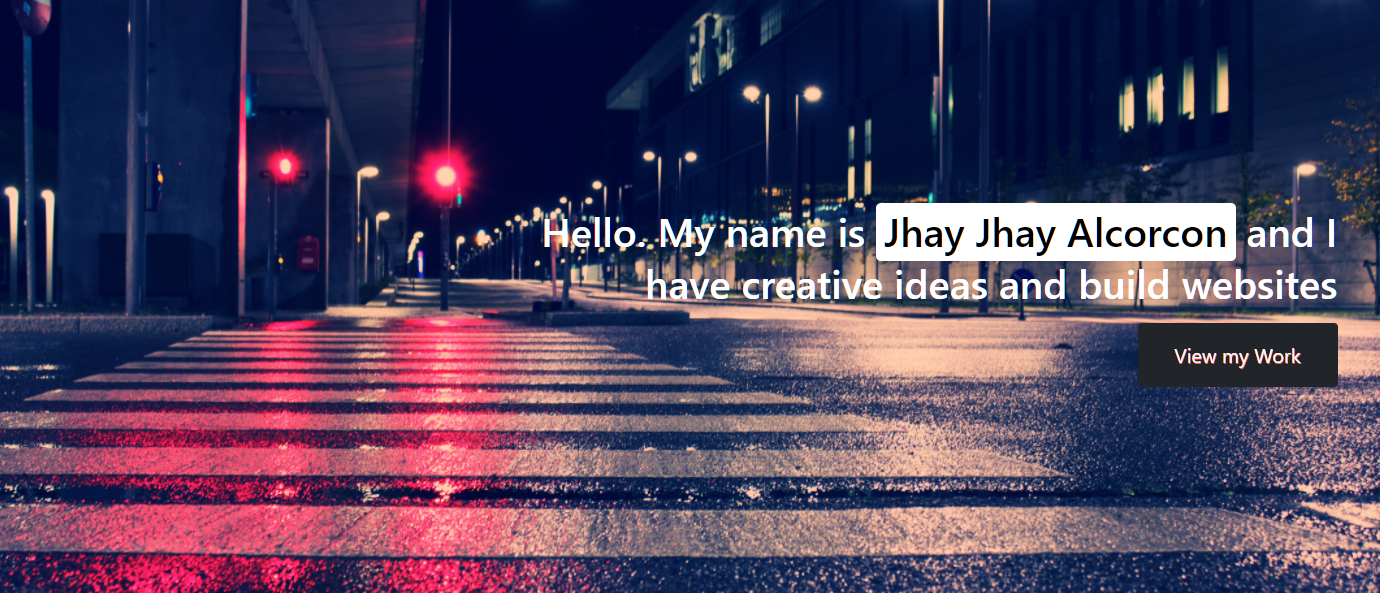 Hello. My name is Jhay Jhay Alcorcon and I
have creative ideas and build websites
View my Work